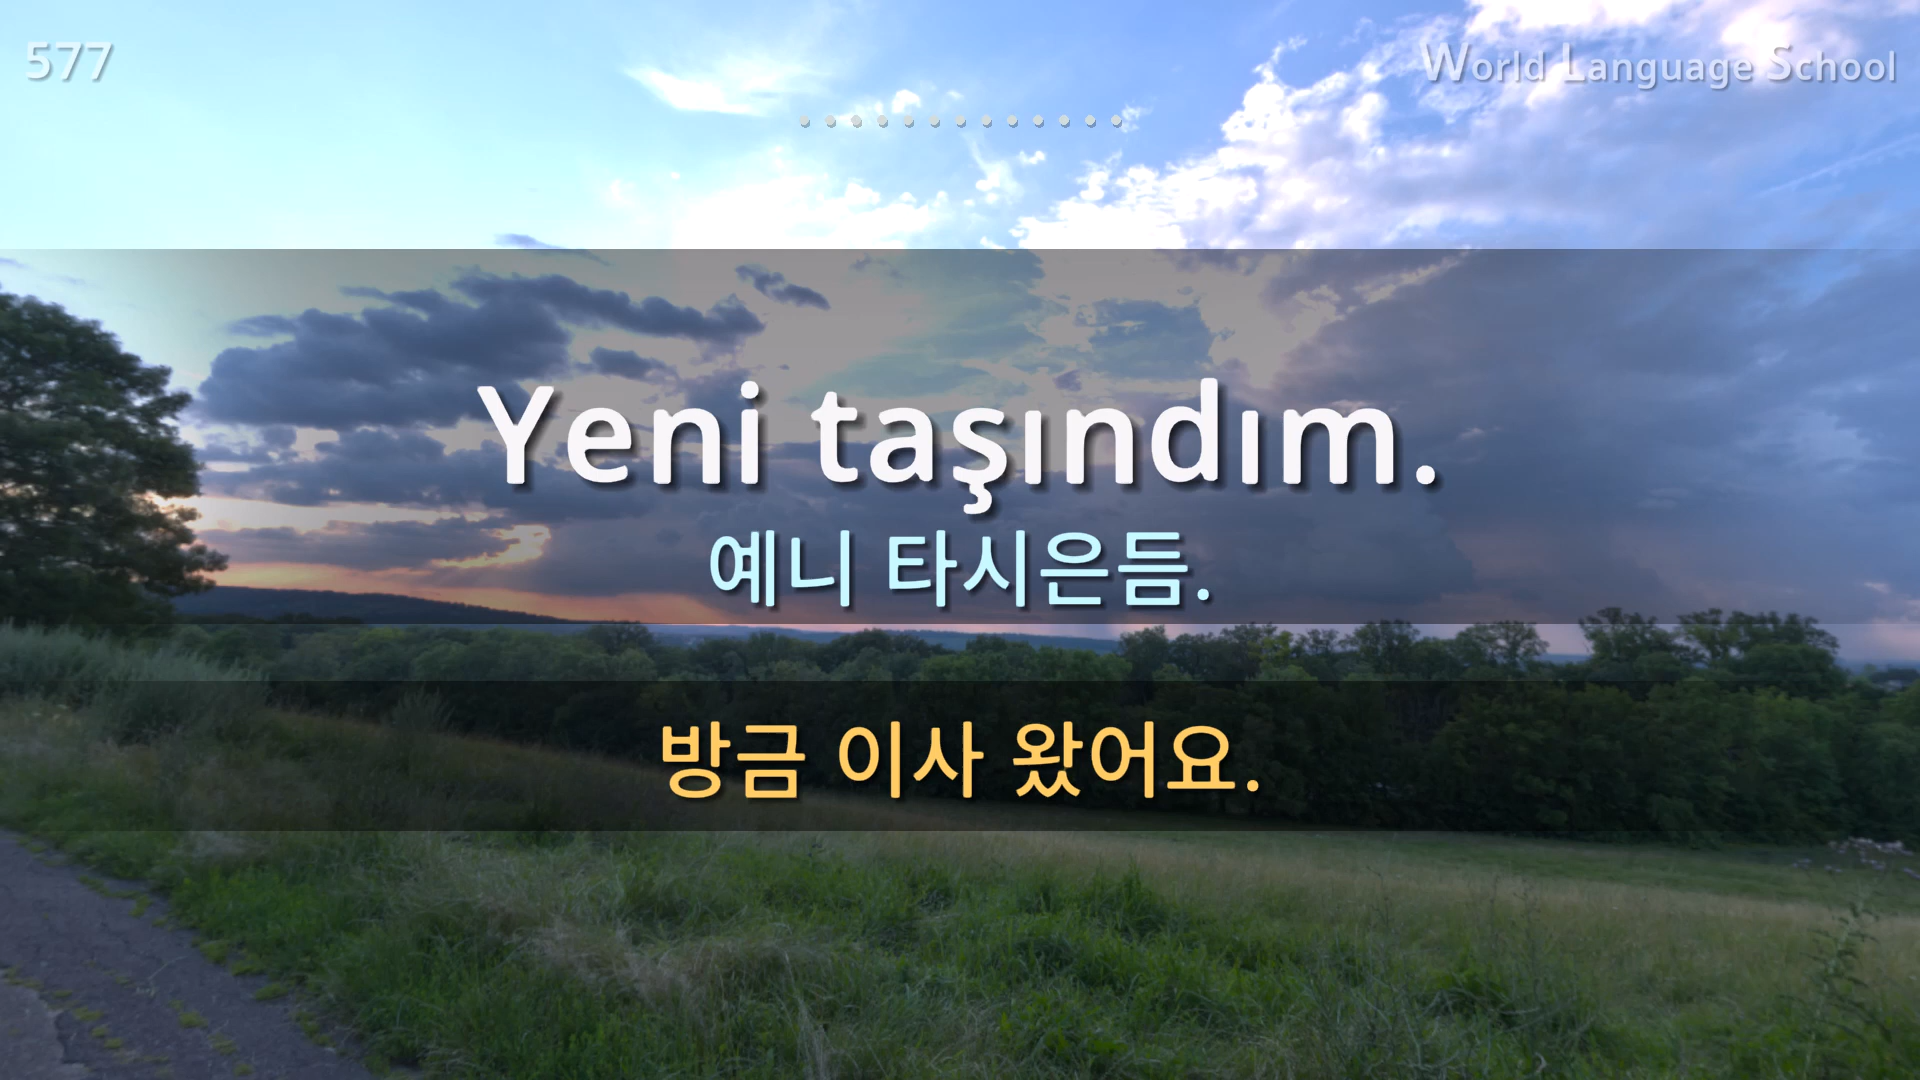 577
World Language School
Yeni taşındım.
예니 타시은듬.
방금 이사 왔어요.